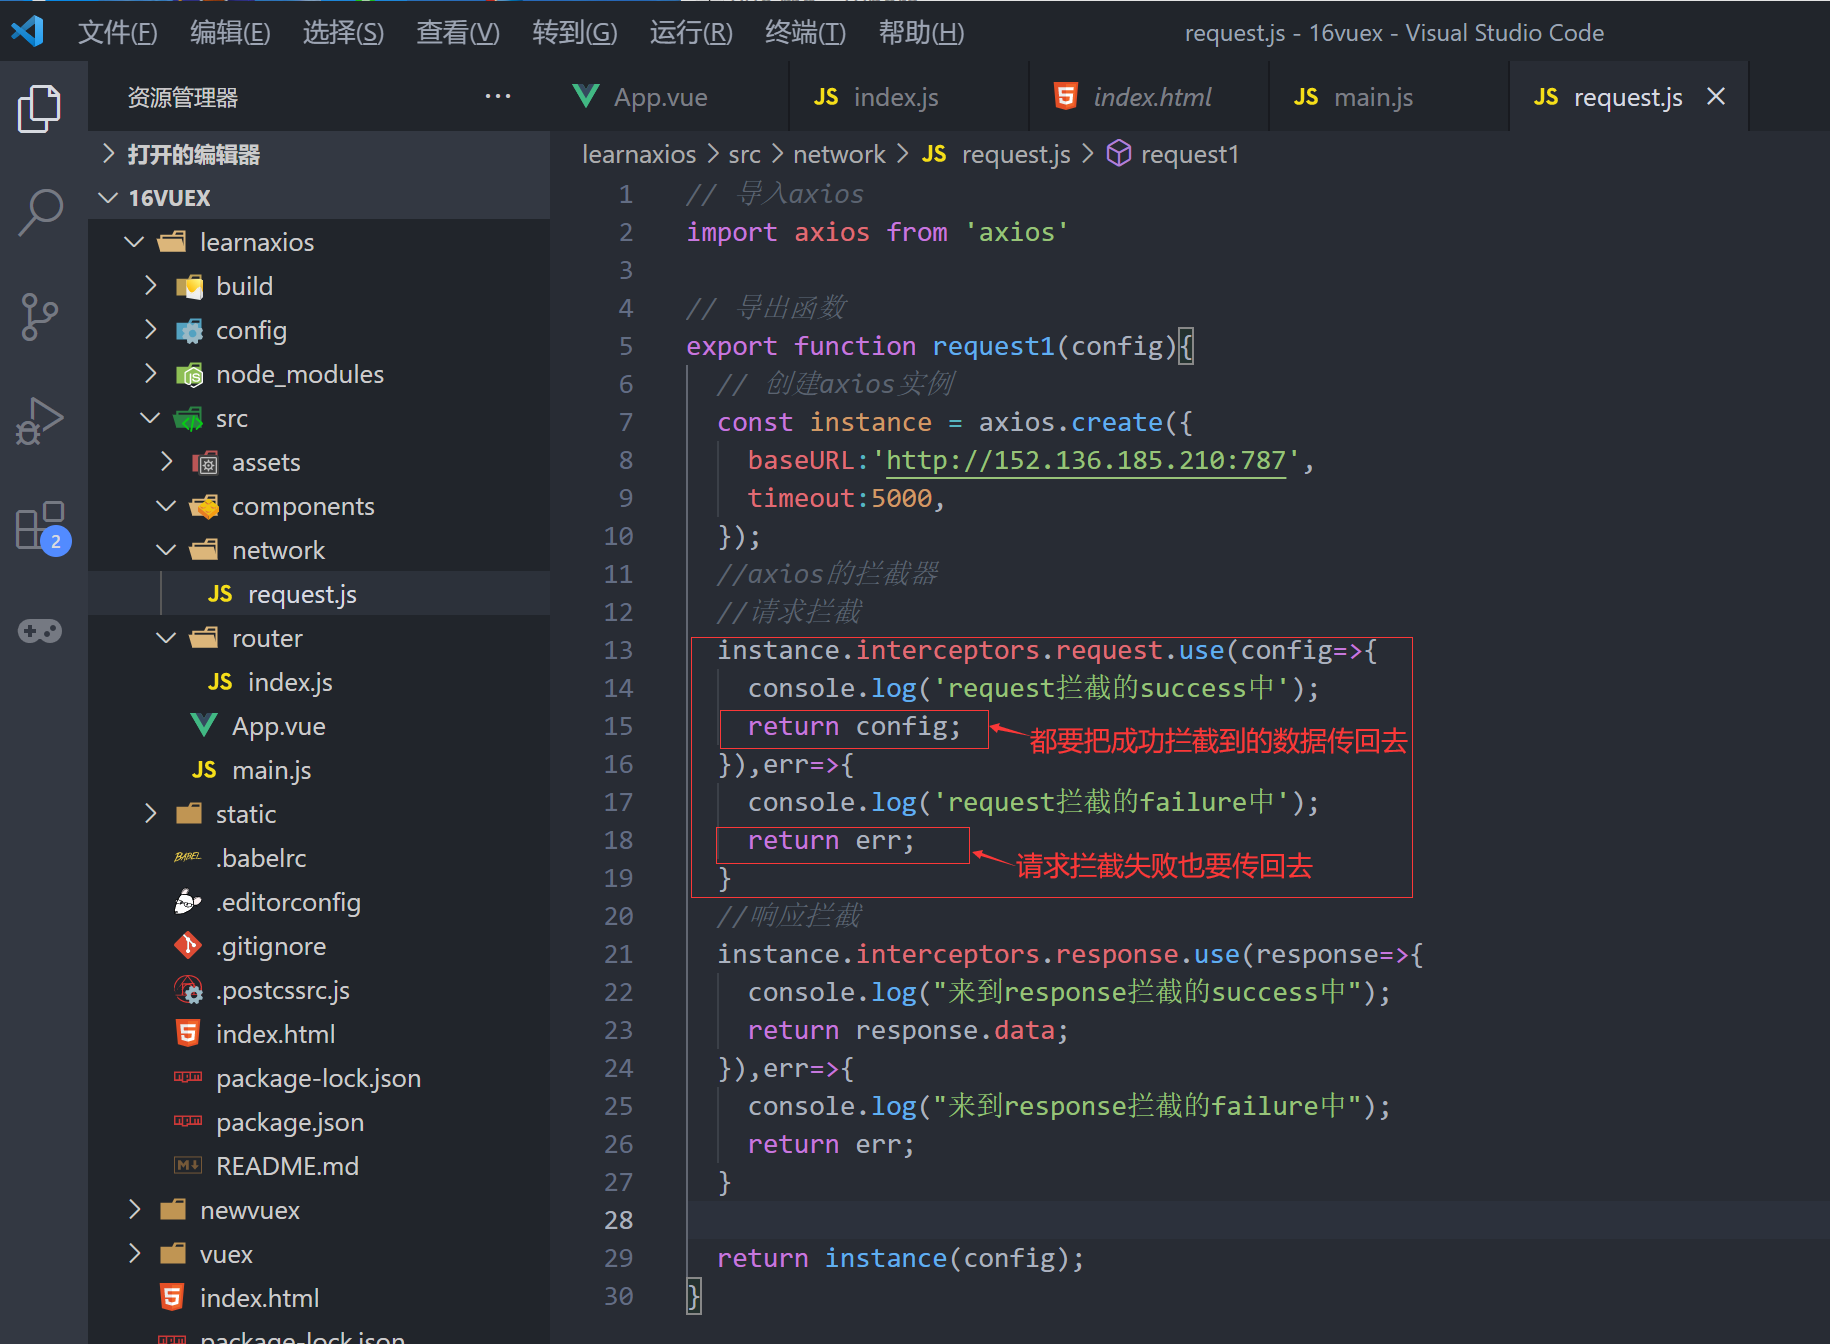 文件(F) 编辑(E) 选择(S) 查看(V) 转到(G) 运行(R) 终端(T) 帮助(H) request.js - 16vuex - Visual Studio Code
资源管理器 ···
App.vue JS index.js index.html JS main.js JS request.js
打开的编辑器
16VUEX
learnaxios
build
config
node_modules
src
assets
components
network
JS request.js
router
JS index.js
App.vue
JS main.js
static
.babelrc
.editorconfig
.gitignore
.postcssrc.js
index.html
package-lock.json
package.json
README.md
newvuex
vuex
index.html
package-lock.json
2
learnaxios > src > network > JS request.js > request1
1 // 导入axios
2 import axios from 'axios'
3
4 // 导出函数
5 export function request1(config){
6 // 创建axios实例
7 const instance = axios.create({
8 baseURL:'http://152.136.185.210:787',
9 timeout:5000,
10 });
11 //axios的拦截器
12 //请求拦截
13 instance.interceptors.request.use(config=>{
14 console.log('request拦截的success中');
15 return config; 都要把成功拦截到的数据传回去
16 }),err=>{
17 console.log('request拦截的failure中');
18 return err; 请求拦截失败也要传回去
19 }
20 //响应拦截
21 instance.interceptors.response.use(response=>{
22 console.log("来到response拦截的success中");
23 return response.data;
24 }),err=>{
25 console.log("来到response拦截的failure中");
26 return err;
27 }
28
29 return instance(config);
30 }